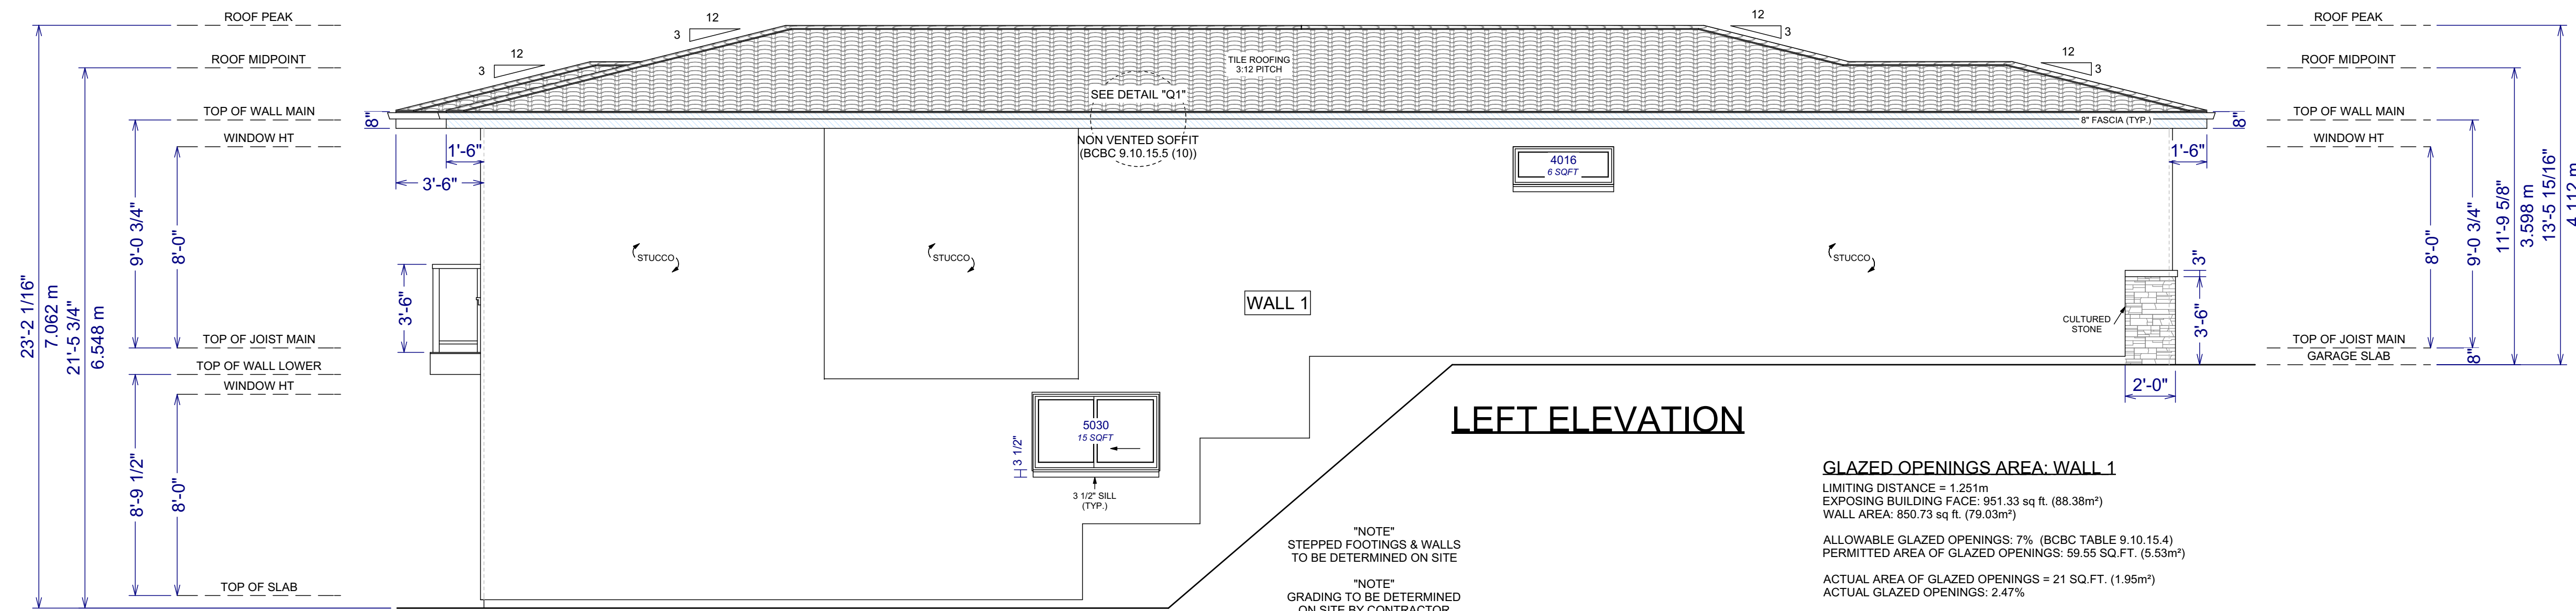 ROOF PEAK
ROOF MIDPOINT
TOP OF WALL MAIN
WINDOW HT
TOP OF JOIST MAIN
TOP OF WALL LOWER
WINDOW HT
TOP OF SLAB
23'-2 1/16"
7.062 m
21'-5 3/4"
6.548 m
9'-0 3/4"
8'-0"
8'-9 1/2"
8'-0"
12
3
12
3
12
3
12
3
8"
1'-6"
3'-6"
3'-6"
TILE ROOFING
3:12 PITCH
SEE DETAIL "Q1"
NON VENTED SOFFIT
(BCBC 9.10.15.5 (10))
8" FASCIA (TYP.)
8"
1'-6"
4016
6 SQFT
STUCCO
STUCCO
STUCCO
WALL 1
CULTURED
STONE
3"
3'-6"
2'-0"
5030
15 SQFT
3 1/2"
3 1/2" SILL
(TYP.)
ROOF PEAK
ROOF MIDPOINT
TOP OF WALL MAIN
WINDOW HT
TOP OF JOIST MAIN
GARAGE SLAB
8'-0"
9'-0 3/4"
8"
11'-9 5/8"
3.598 m
13'-5 15/16"
4.112 m
LEFT ELEVATION
"NOTE"
STEPPED FOOTINGS & WALLS
TO BE DETERMINED ON SITE
"NOTE"
GRADING TO BE DETERMINED
ON SITE BY CONTRACTOR
GLAZED OPENINGS AREA: WALL 1
LIMITING DISTANCE = 1.251m
EXPOSING BUILDING FACE: 951.33 sq ft. (88.38m²)
WALL AREA: 850.73 sq ft. (79.03m²)
ALLOWABLE GLAZED OPENINGS: 7% (BCBC TABLE 9.10.15.4)
PERMITTED AREA OF GLAZED OPENINGS: 59.55 SQ.FT. (5.53m²)
ACTUAL AREA OF GLAZED OPENINGS = 21 SQ.FT. (1.95m²)
ACTUAL GLAZED OPENINGS: 2.47%